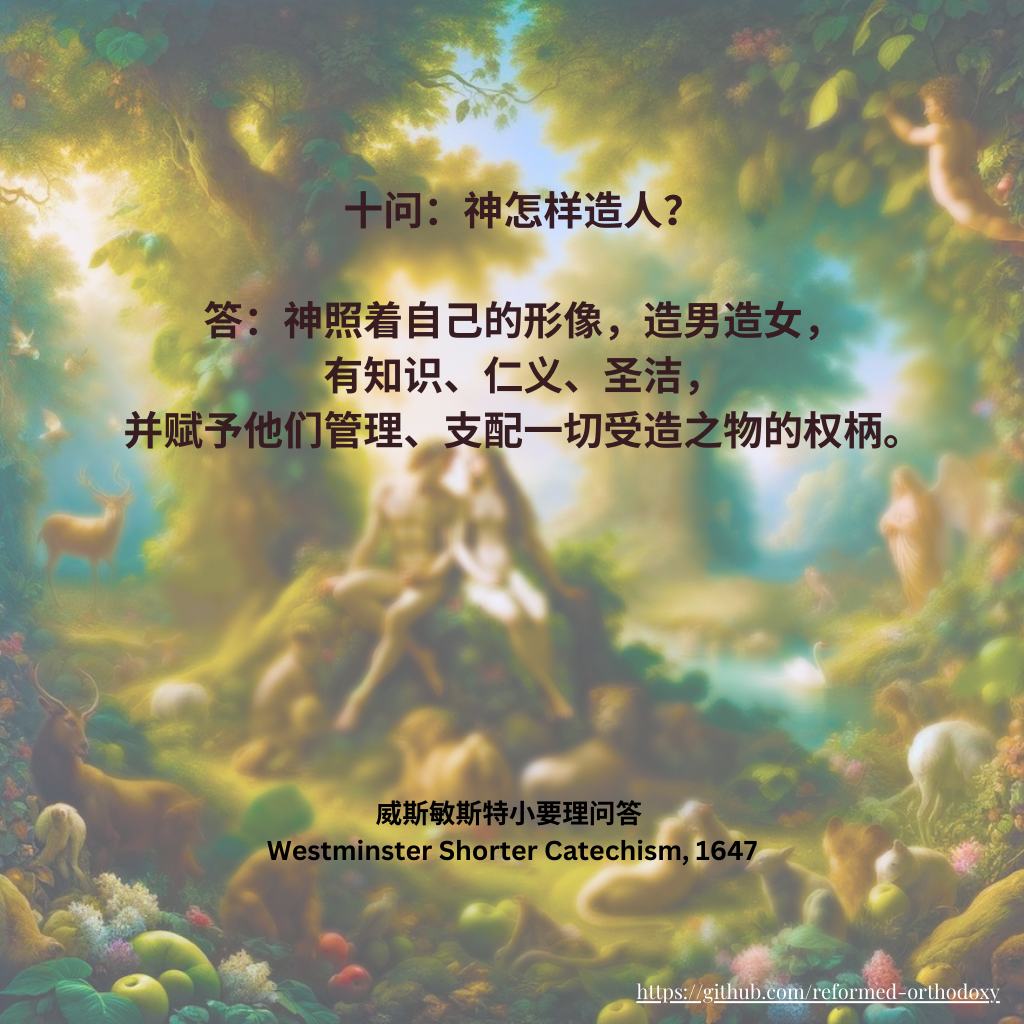 十问：神怎样造人？
答：神照着自己的形像，造男造女，
有知识、仁义、圣洁，
并赋予他们管理、支配一切受造之物的权柄。
威斯敏斯特小要理问答
Westminster Shorter Catechism, 1647
https://github.com/reformed-orthodoxy